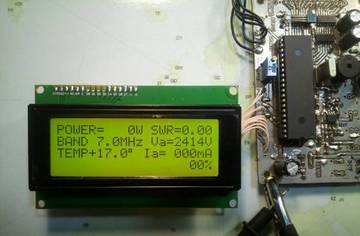 POWER=   0W SWR=0.00
BAND 7.0MHz Va=2414V
TEMP+17.0° Ia= 000mA
00%